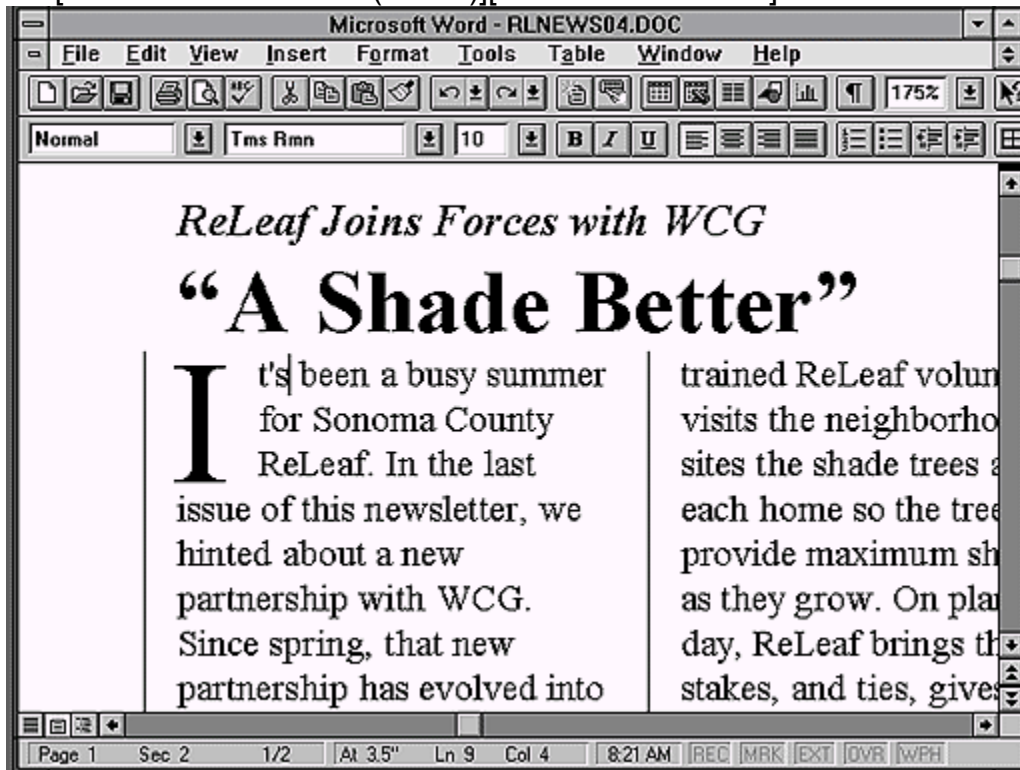 Microsoft Word - RLNEWS04.DOC
File Edit View Insert Format Tools Table Window Help
ABC ¶ 175%
Normal Tms Rmn 10 B I U
ReLeaf Joins Forces with WCG
“A Shade Better”
It's been a busy summer
for Sonoma County
ReLeaf. In the last
issue of this newsletter, we
hinted about a new
partnership with WCG.
Since spring, that new
partnership has evolved into
trained ReLeaf volun
visits the neighborho
sites the shade trees a
each home so the tree
provide maximum sh
as they grow. On plan
day, ReLeaf brings th
stakes, and ties, gives
Page 1 Sec 2 1/2 At 3.5" Ln 9 Col 4 8:21 AM REC MRK EXT OVR WPH